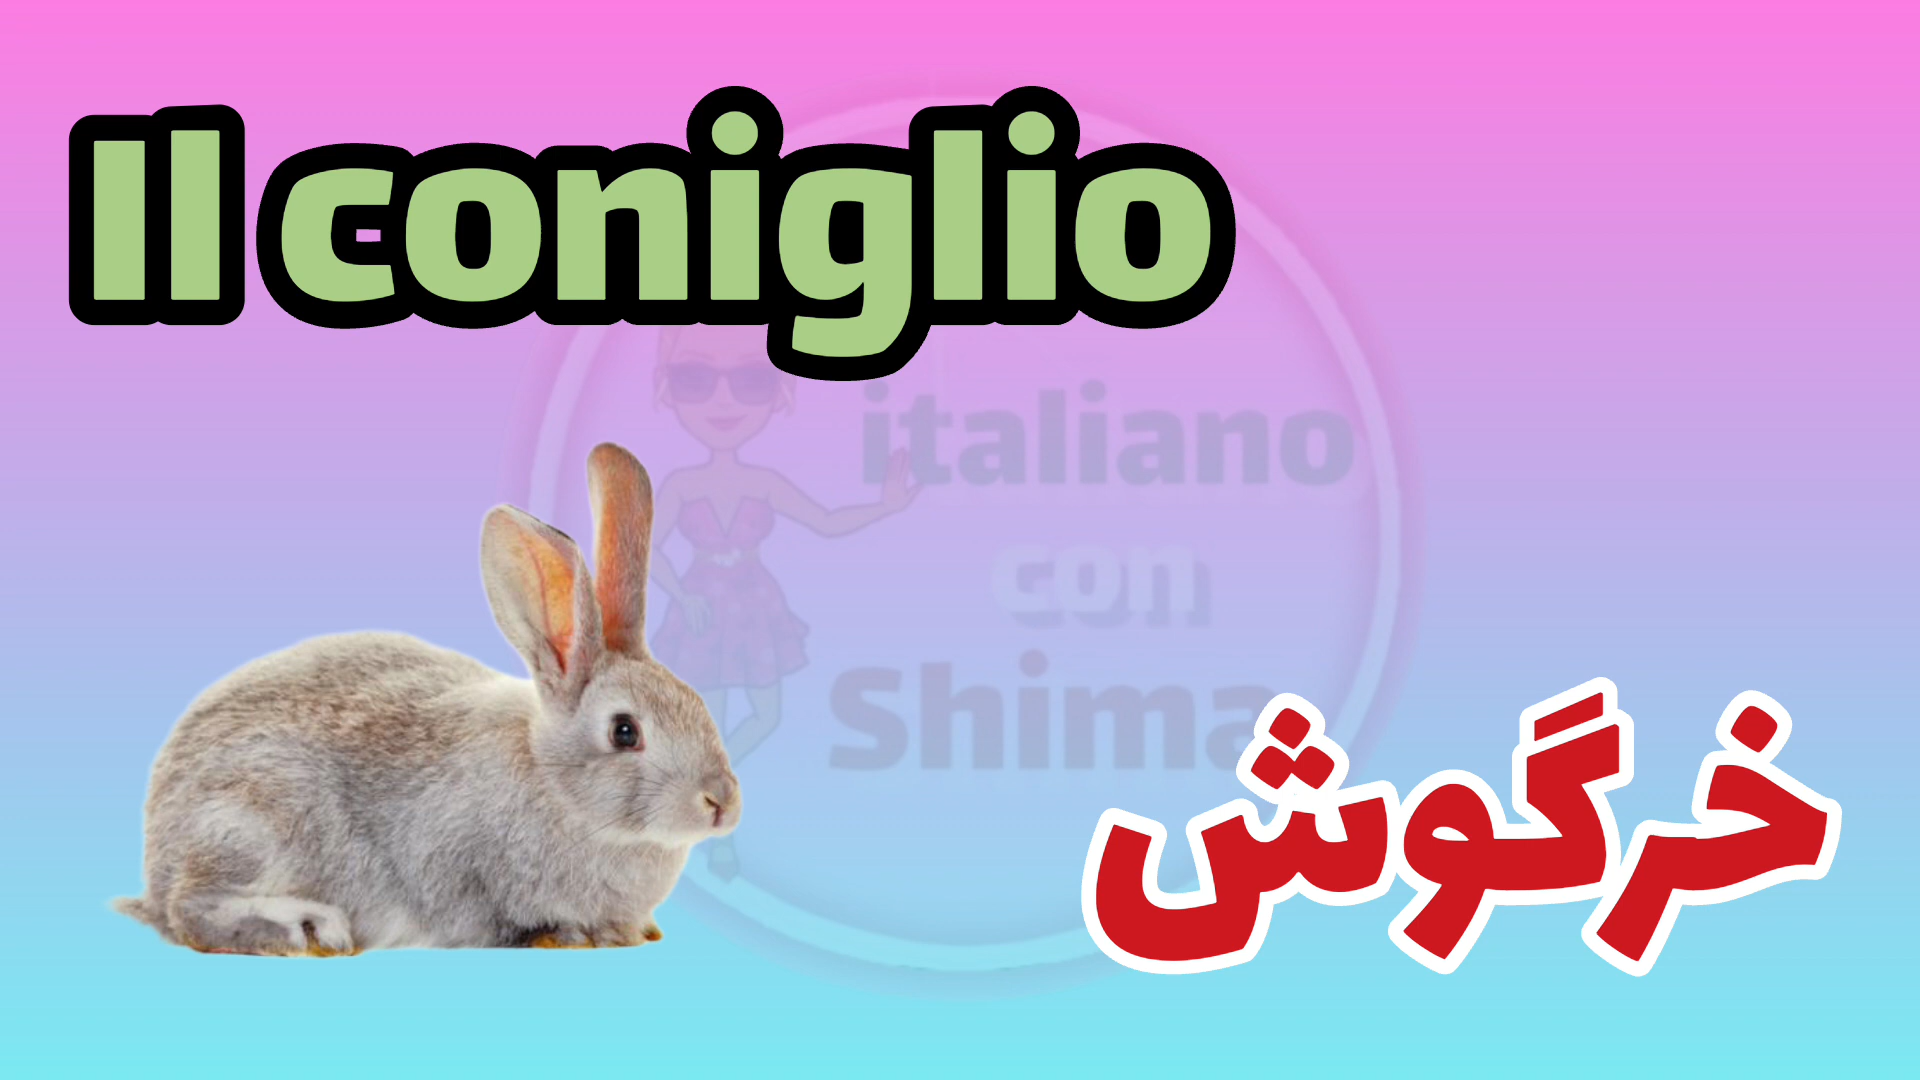 Il coniglio
italiano
con
Shima
خرگوش